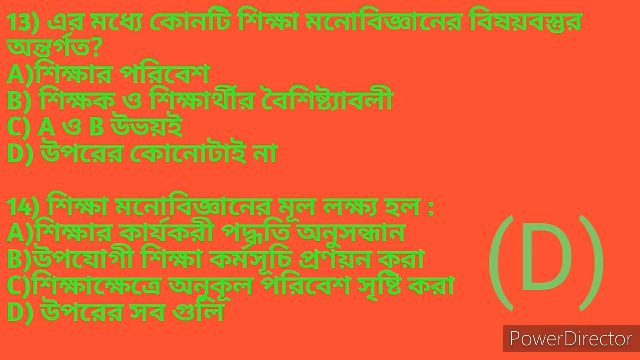 13) এর মধ্যে কোনটি শিক্ষা মনোবিজ্ঞানের বিষয়বস্তুর
অন্তর্গত?
A)শিক্ষার পরিবেশ
B) শিক্ষক ও শিক্ষার্থীর বৈশিষ্ট্যাবলী
C) A ও B উভয়ই
D) উপরের কোনোটাই না
14) শিক্ষা মনোবিজ্ঞানের মূল লক্ষ্য হল :
A)শিক্ষার কার্যকরী পদ্ধতি অনুসন্ধান
B)উপযোগী শিক্ষা কর্মসূচি প্রণয়ন করা
C)শিক্ষাক্ষেত্রে অনুকূল পরিবেশ সৃষ্টি করা
D) উপরের সব গুলি
(D)
PowerDirector